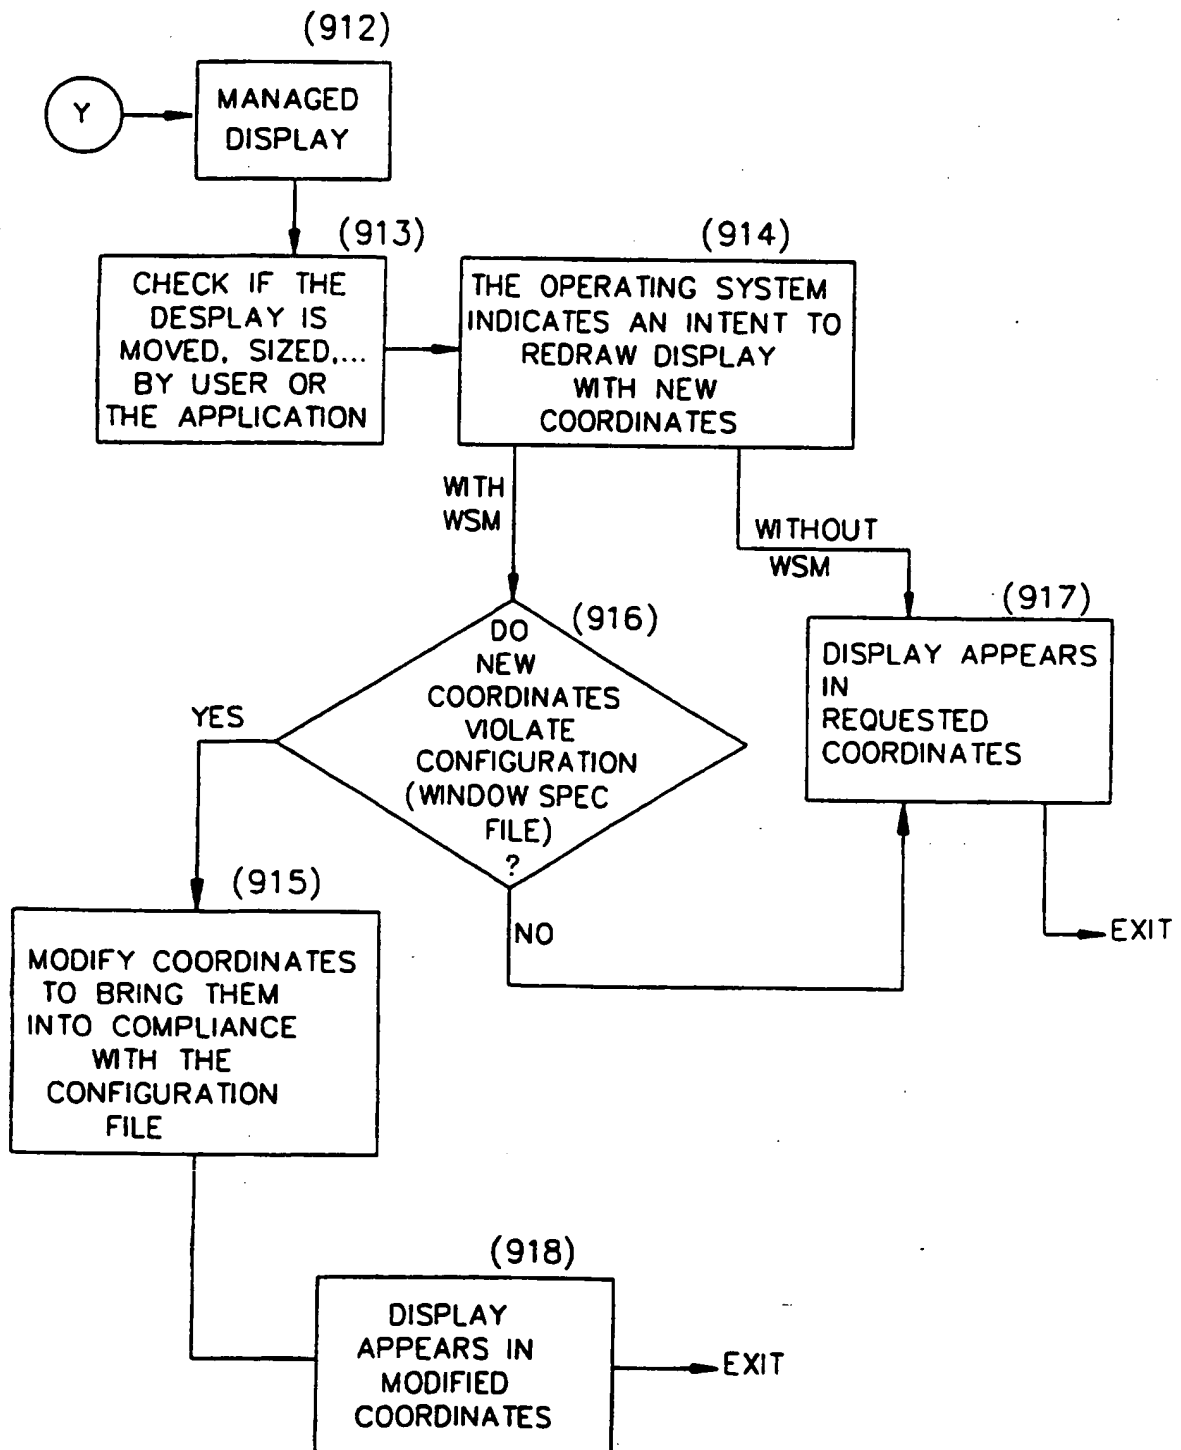 (912)
Y
MANAGED
DISPLAY
(913)
CHECK IF THE
DESPLAY IS
MOVED, SIZED,...
BY USER OR
THE APPLICATION
(914)
THE OPERATING SYSTEM
INDICATES AN INTENT TO
REDRAW DISPLAY
WITH NEW
COORDINATES
WITH
WSM
WITHOUT
WSM
(916)
DO
NEW
COORDINATES
VIOLATE
CONFIGURATION
(WINDOW SPEC
FILE)
?
(917)
DISPLAY APPEARS
IN
REQUESTED
COORDINATES
EXIT
YES
NO
(915)
MODIFY COORDINATES
TO BRING THEM
INTO COMPLIANCE
WITH THE
CONFIGURATION
FILE
(918)
DISPLAY
APPEARS IN
MODIFIED
COORDINATES
EXIT